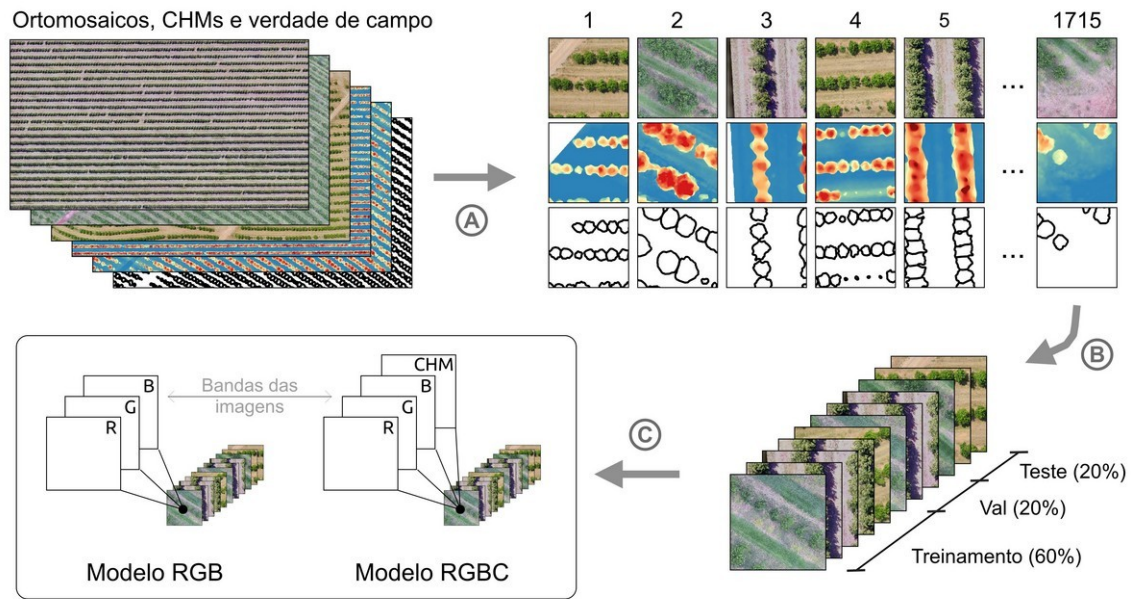 Ortomosaicos, CHMs e verdade de campo
1 2 3 4 5 1715
...
...
...
A
B
CHM
B
G
R
Bandas das
imagens
B
G
R
C
Teste (20%)
Val (20%)
Treinamento (60%)
Modelo RGB
Modelo RGBC